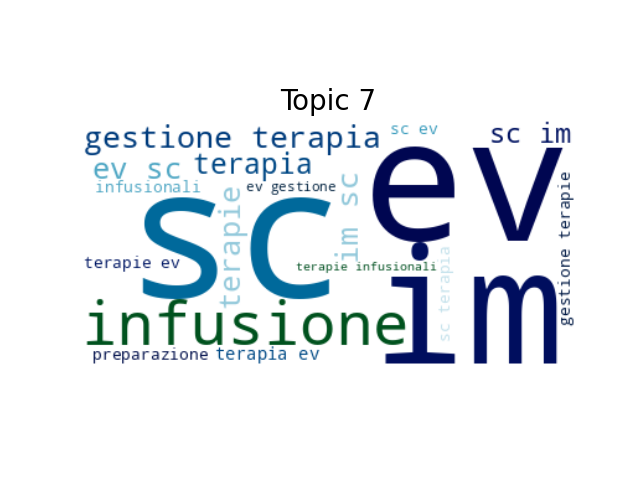 Topic 7
gestione terapia
sc ev
sc im
ev sc
terapia
infusionali
ev gestione
ev
sc
terapie
im sc
gestione terapie
terapie ev
terapie infusionali
sc terapia
im
infusione
preparazione
terapia ev